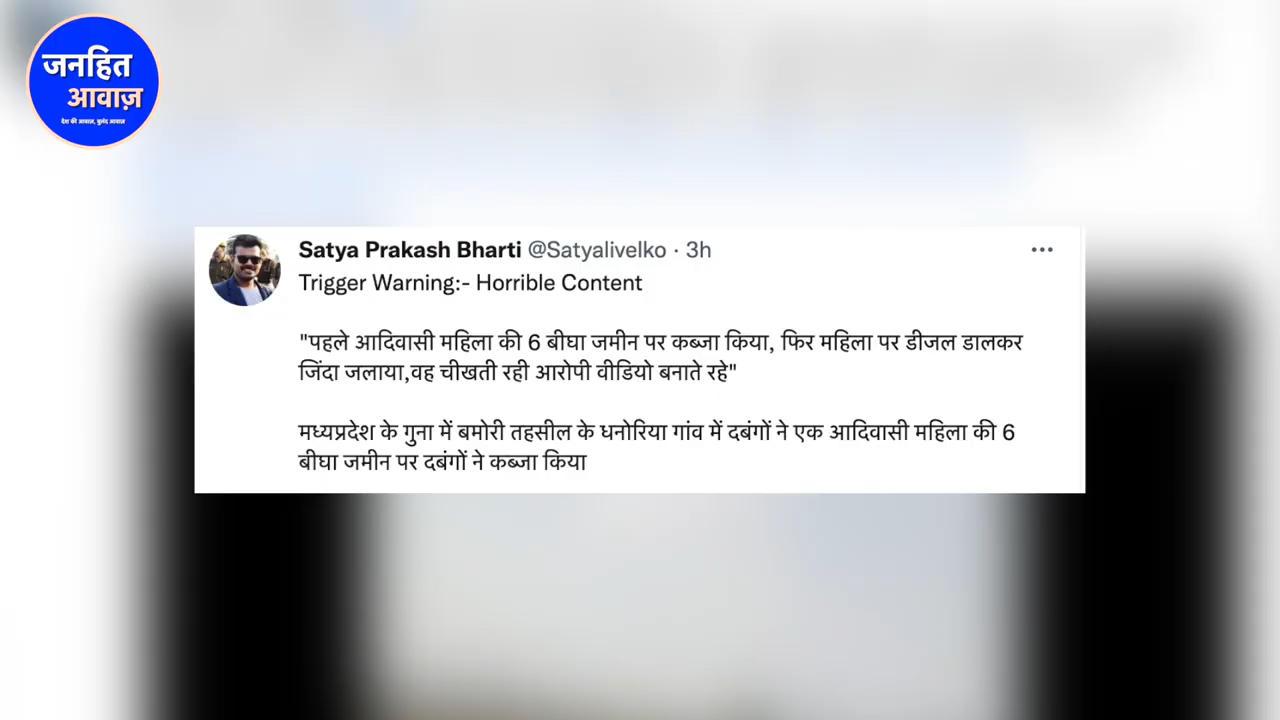 जनहित
आवाज़
देश की आवाज, बुलंद आवाज
Satya Prakash Bharti @Satyalivelko · 3h
Trigger Warning:- Horrible Content
"पहले आदिवासी महिला की 6 बीघा जमीन पर कब्जा किया, फिर महिला पर डीजल डालकर
जिंदा जलाया,वह चीखती रही आरोपी वीडियो बनाते रहे"
मध्यप्रदेश के गुना में बमोरी तहसील के धनोरिया गांव में दबंगों ने एक आदिवासी महिला की 6
बीघा जमीन पर दबंगों ने कब्जा किया